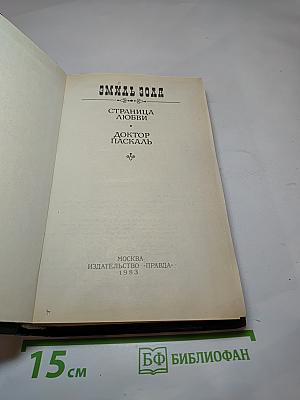 ЭМИЛЬ ЗОЛЯ
СТРАНИЦА
ЛЮБВИ
ДОКТОР
ПАСКАЛЬ
МОСКВА
ИЗДАТЕЛЬСТВО «ПРАВДА»
1983
15 см
БФ БИБЛИОФАН